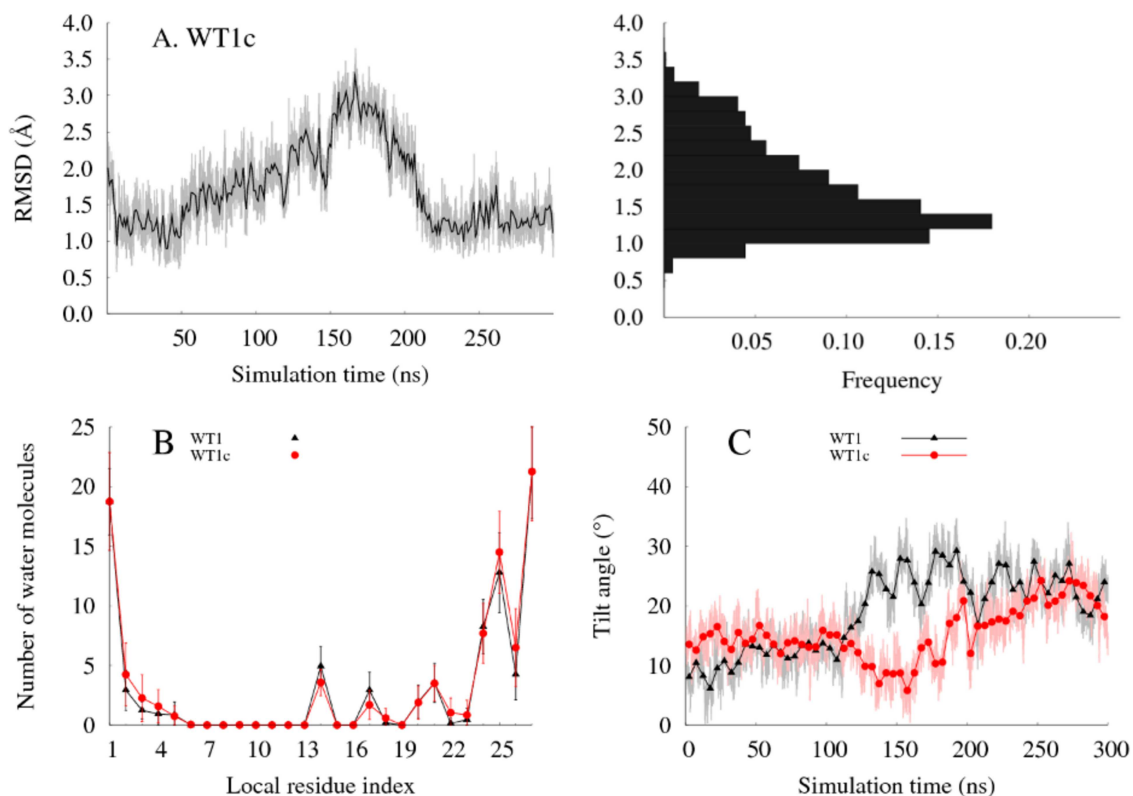 A. WT1c
4.0
3.5
3.0
2.5
2.0
1.5
1.0
0.5
0.0
RMSD (Å)
50 100 150 200 250
Simulation time (ns)
4.0
3.5
3.0
2.5
2.0
1.5
1.0
0.5
0.0
0.05 0.10 0.15 0.20
Frequency
B
WT1
WT1c
25
20
15
10
5
0
Number of water molecules
1 4 7 10 13 16 19 22 25
Local residue index
C
WT1
WT1c
50
40
30
20
10
0
Tilt angle (°)
0 50 100 150 200 250 300
Simulation time (ns)